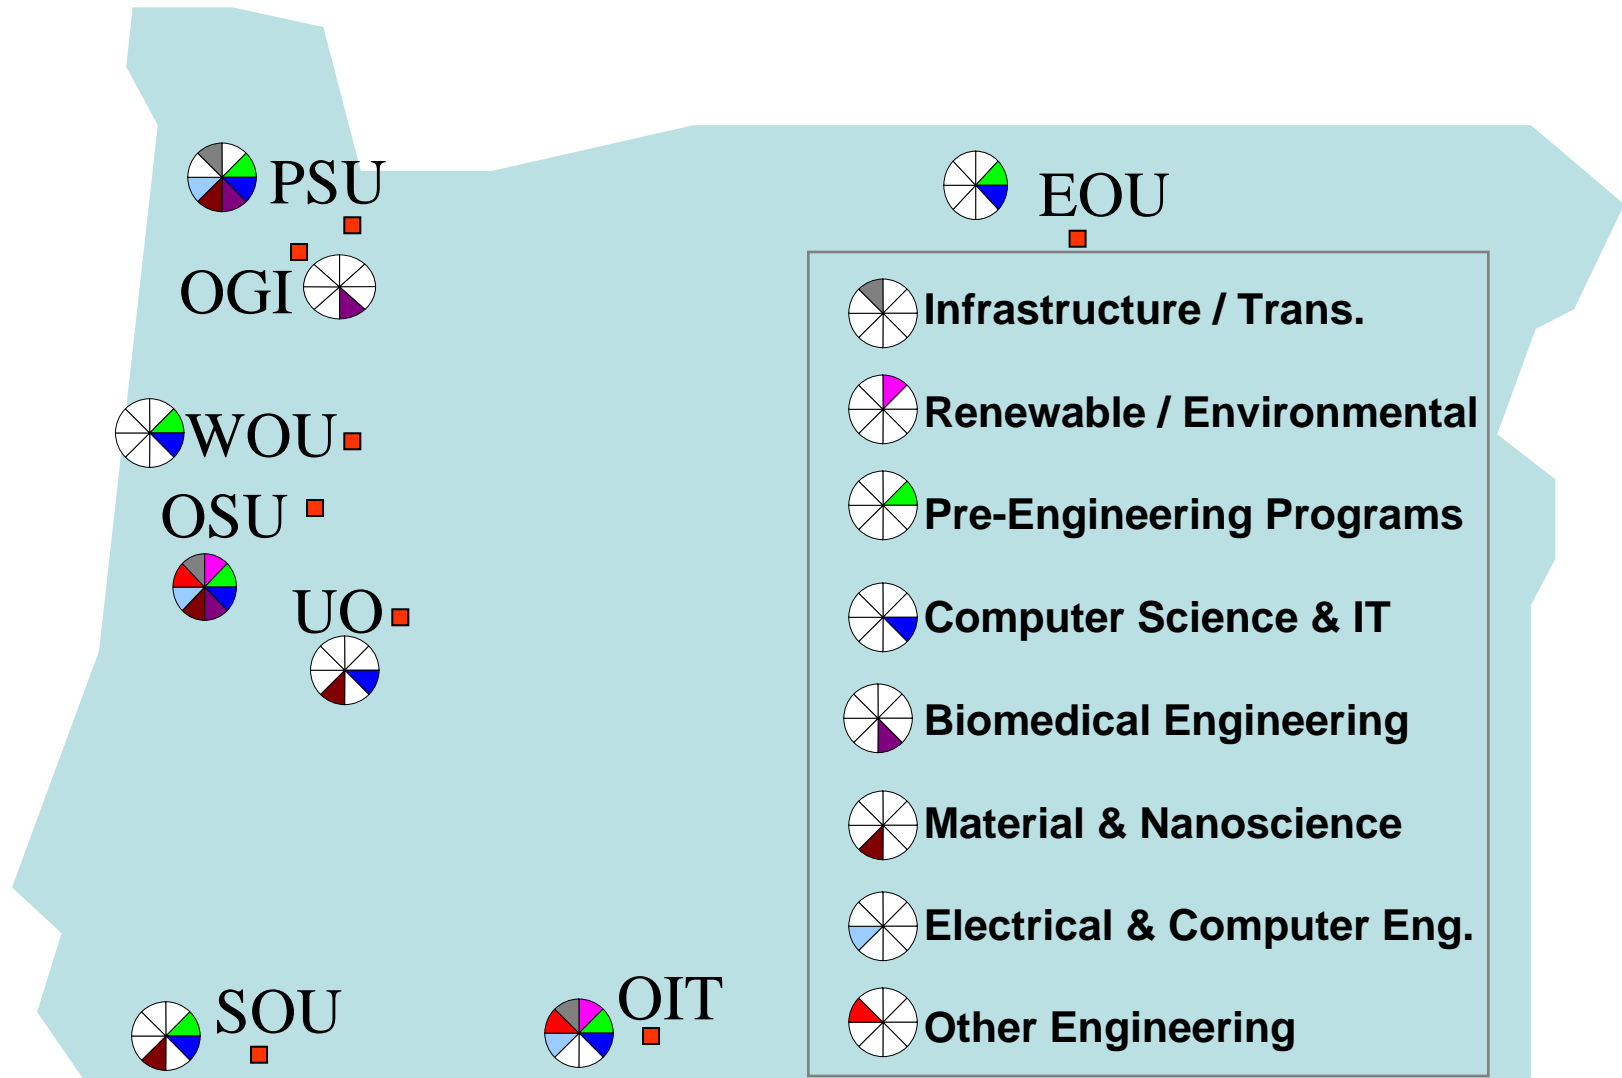 PSU
EOU
OGI
WOU
OSU
UO
SOU
OIT
Infrastructure / Trans.
Renewable / Environmental
Pre-Engineering Programs
Computer Science & IT
Biomedical Engineering
Material & Nanoscience
Electrical & Computer Eng.
Other Engineering